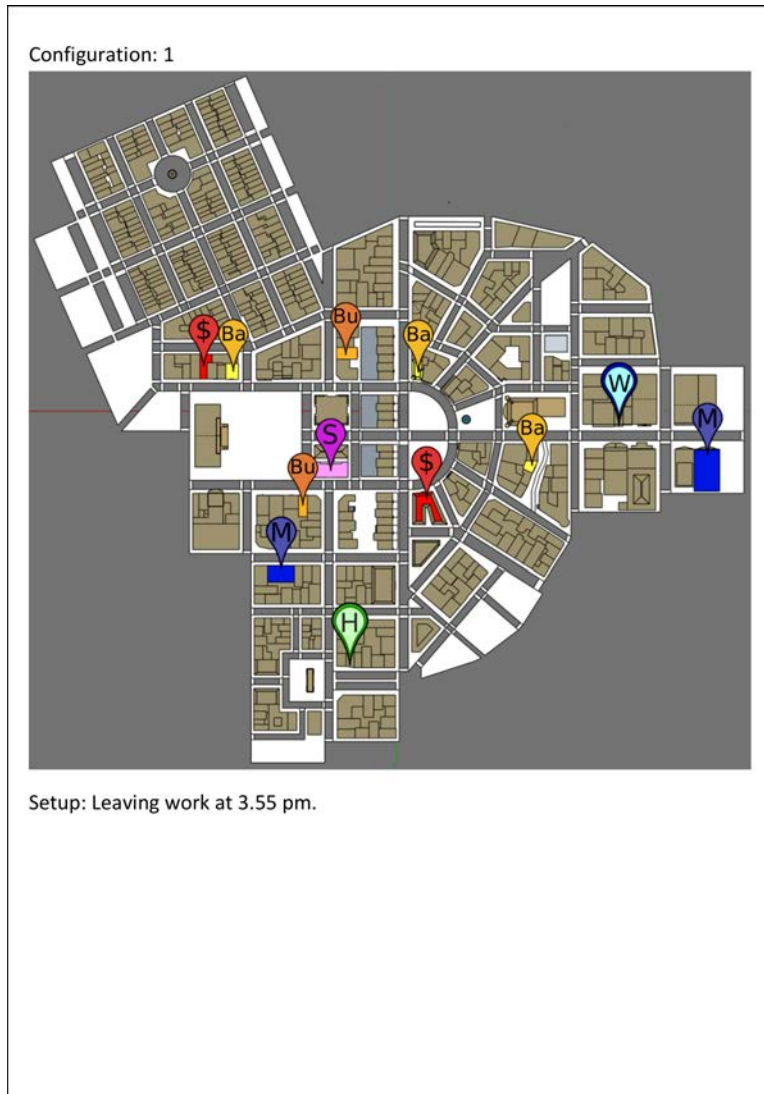 Configuration: 1
$
Ba
Bu
Ba
W
M
S
Bu
$
Ba
M
H
Setup: Leaving work at 3.55 pm.